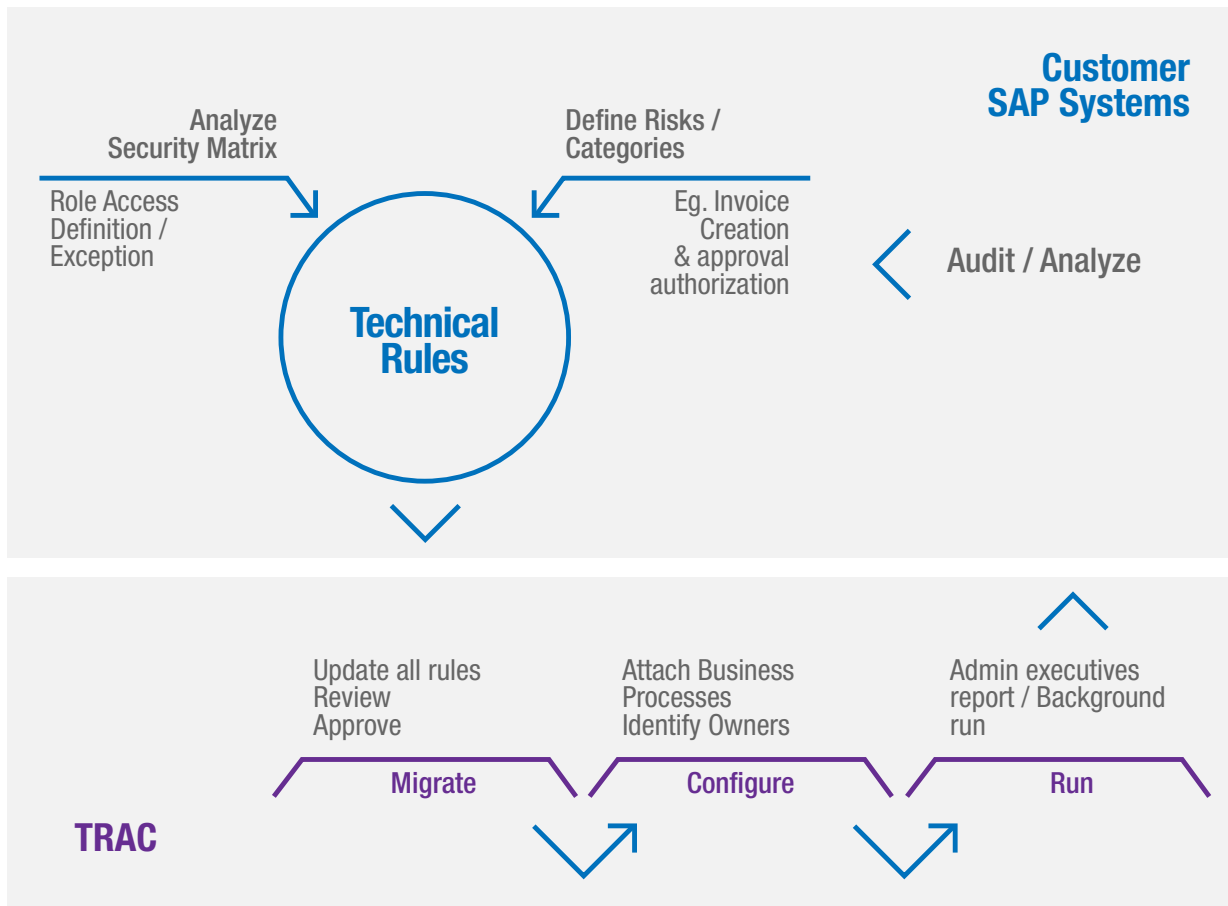 Customer
SAP Systems
Analyze
Security Matrix
Role Access
Definition /
Exception
Define Risks /
Categories
Eg. Invoice
Creation
& approval
authorization
Audit / Analyze
Technical
Rules
Update all rules
Review
Approve
Migrate
Attach Business
Processes
Identify Owners
Configure
Admin executives
report / Background
run
Run
TRAC